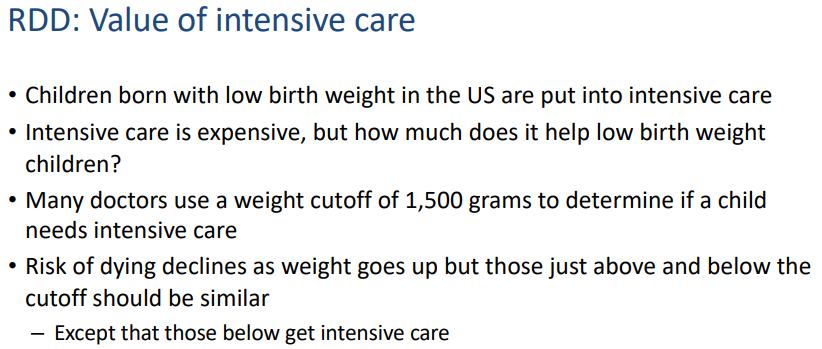 RDD: Value of intensive care
• Children born with low birth weight in the US are put into intensive care
• Intensive care is expensive, but how much does it help low birth weight
children?
• Many doctors use a weight cutoff of 1,500 grams to determine if a child
needs intensive care
• Risk of dying declines as weight goes up but those just above and below the
cutoff should be similar
– Except that those below get intensive care